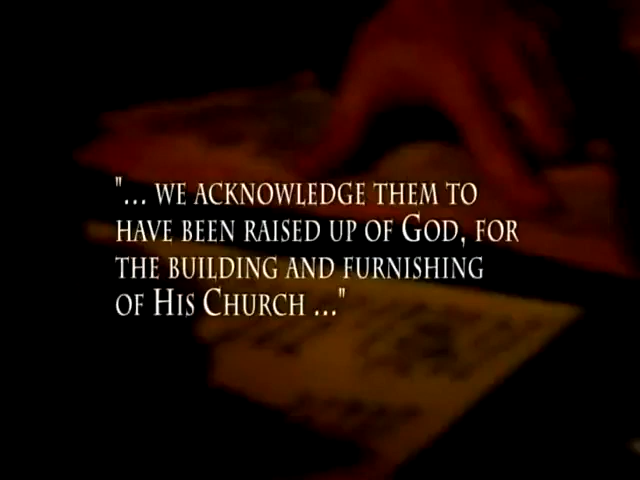 "... we acknowledge them to
have been raised up of God, for
the building and furnishing
of His Church ..."